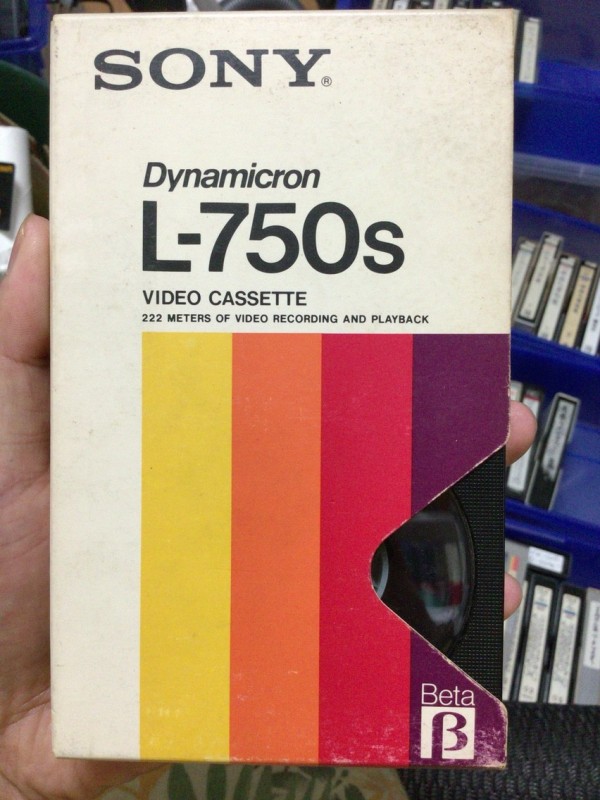 SONY®
Dynamicron
L-750s
VIDEO CASSETTE
222 METERS OF VIDEO RECORDING AND PLAYBACK
Beta
β